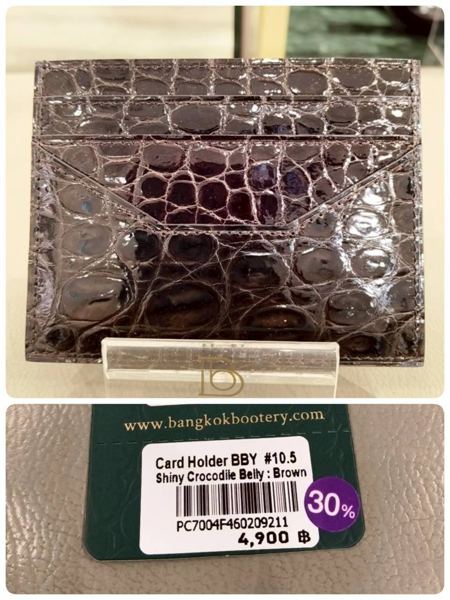 B
www.bangkokbootery.com
Card Holder BBY #10.5
Shiny Crocodile Belly : Brown
30%
PC7004F460209211
4,900 ฿